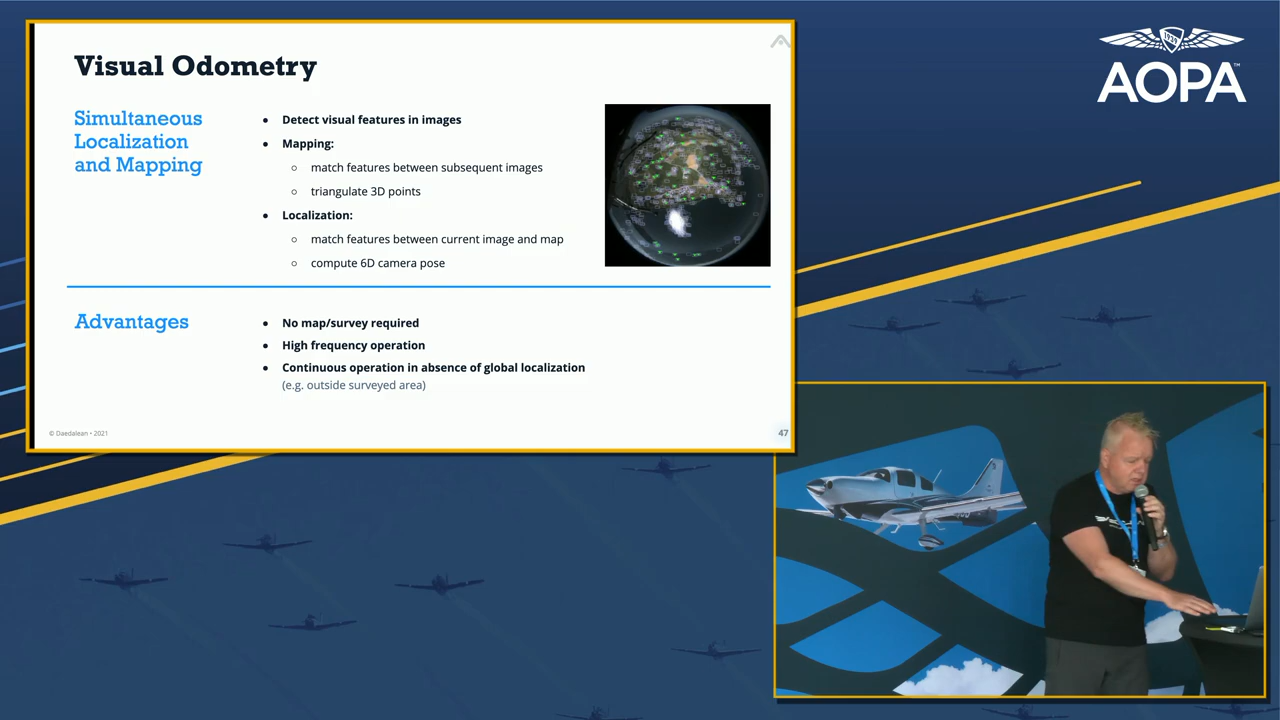 Visual Odometry
Simultaneous
Localization
and Mapping
• Detect visual features in images
• Mapping:
○ match features between subsequent images
○ triangulate 3D points
• Localization:
○ match features between current image and map
○ compute 6D camera pose
Advantages
• No map/survey required
• High frequency operation
• Continuous operation in absence of global localization
(e.g. outside surveyed area)
© Daedalean • 2021
47
AOPA™
1939